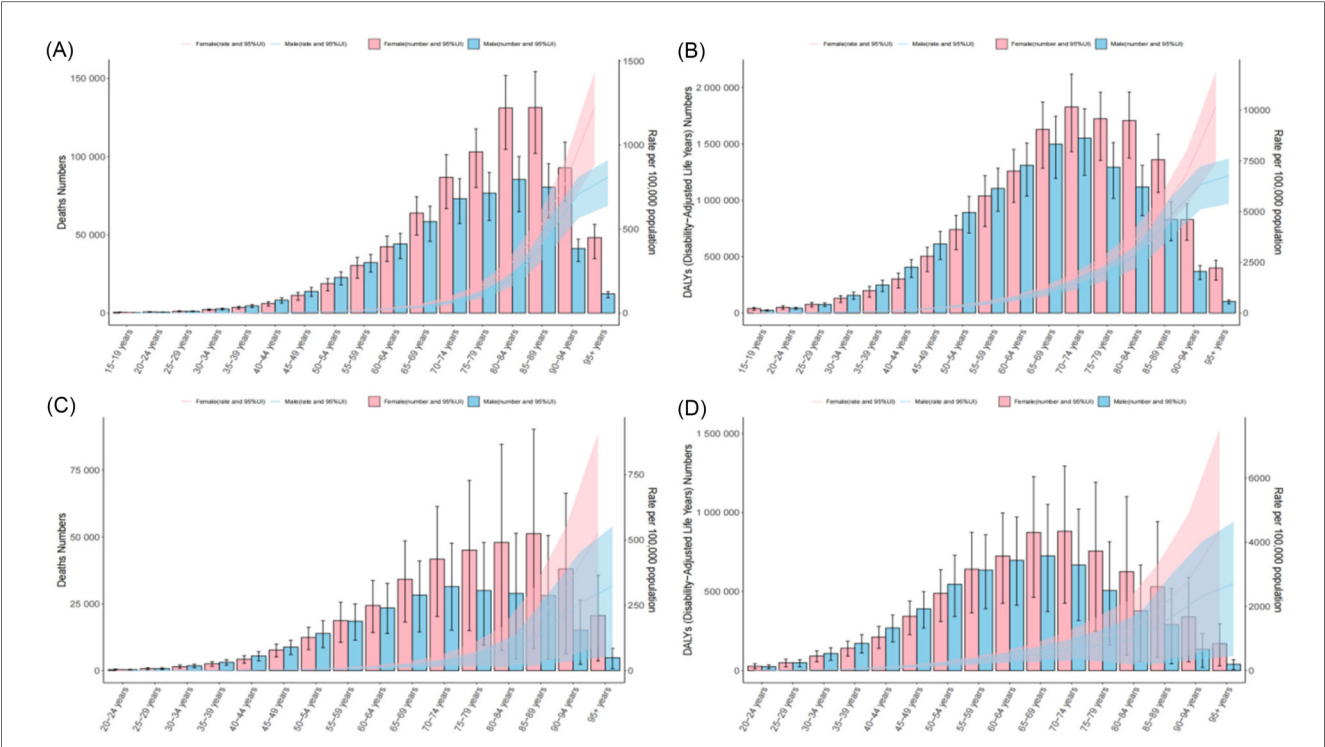 (A)
Female(rate and 95%UI) Male(rate and 95%UI) Female(number and 95%UI) Male(number and 95%UI)
Deaths Numbers
150 000
100 000
50 000
0
1500
1000
500
0
Rate per 100,000 population
15−19 years
20−24 years
25−29 years
30−34 years
35−39 years
40−44 years
45−49 years
50−54 years
55−59 years
60−64 years
65−69 years
70−74 years
75−79 years
80−84 years
85−89 years
90−94 years
95+ years
(B)
Female(rate and 95%UI) Male(rate and 95%UI) Female(number and 95%UI) Male(number and 95%UI)
DALYs (Disability−Adjusted Life Years) Numbers
2 000 000
1 500 000
1 000 000
500 000
0
10000
7500
5000
2500
0
Rate per 100,000 population
15−19 years
20−24 years
25−29 years
30−34 years
35−39 years
40−44 years
45−49 years
50−54 years
55−59 years
60−64 years
65−69 years
70−74 years
75−79 years
80−84 years
85−89 years
90−94 years
95+ years
(C)
Female(rate and 95%UI) Male(rate and 95%UI) Female(number and 95%UI) Male(number and 95%UI)
Deaths Numbers
75 000
50 000
25 000
0
750
500
250
0
Rate per 100,000 population
20−24 years
25−29 years
30−34 years
35−39 years
40−44 years
45−49 years
50−54 years
55−59 years
60−64 years
65−69 years
70−74 years
75−79 years
80−84 years
85−89 years
90−94 years
95+ years
(D)
Female(rate and 95%UI) Male(rate and 95%UI) Female(number and 95%UI) Male(number and 95%UI)
DALYs (Disability−Adjusted Life Years) Numbers
1 500 000
1 000 000
500 000
0
6000
4000
2000
0
Rate per 100,000 population
20−24 years
25−29 years
30−34 years
35−39 years
40−44 years
45−49 years
50−54 years
55−59 years
60−64 years
65−69 years
70−74 years
75−79 years
80−84 years
85−89 years
90−94 years
95+ years